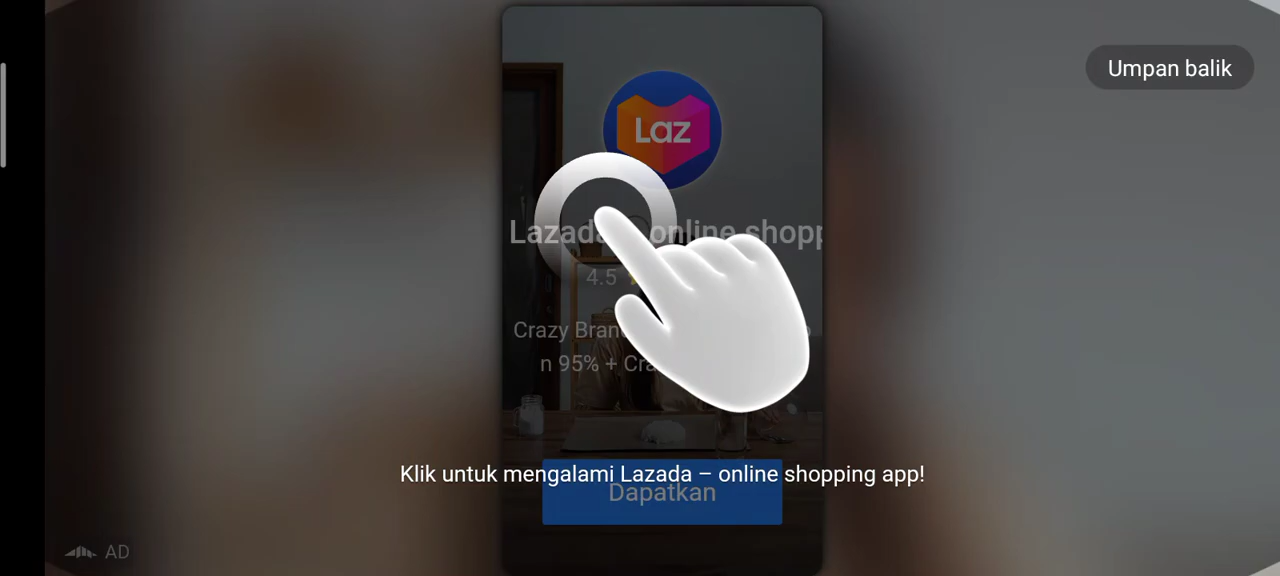 Umpan balik
Laz
Lazada online shopp
4.5
Crazy Bran
n 95% + Cra
Klik untuk mengalami Lazada – online shopping app!
Dapatkan
AD